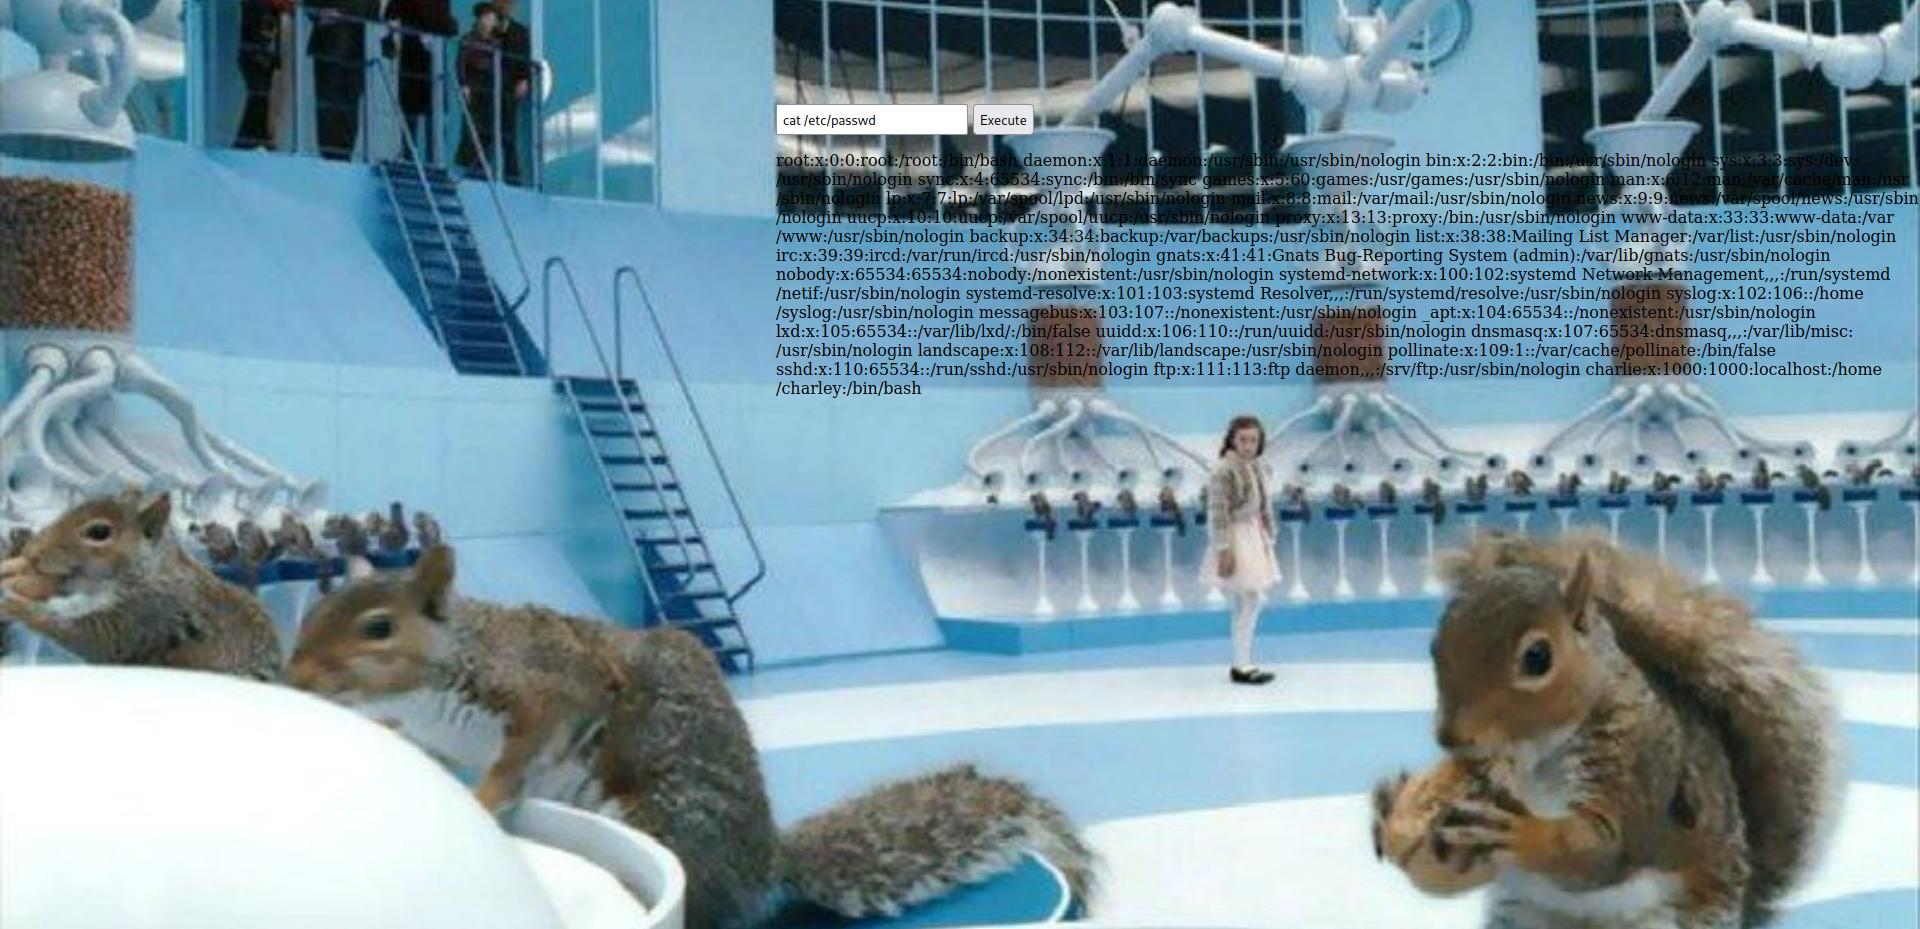 cat /etc/passwd Execute
root:x:0:0:root:/root:/bin/bash daemon:x:1:1:daemon:/usr/sbin:/usr/sbin/nologin bin:x:2:2:bin:/bin:/usr/sbin/nologin sys:x:3:3:sys:/dev:
/usr/sbin/nologin sync:x:4:65534:sync:/bin:/bin/sync games:x:5:60:games:/usr/games:/usr/sbin/nologin man:x:6:12:man:/var/cache/man:/usr
/sbin/nologin lp:x:7:7:lp:/var/spool/lpd:/usr/sbin/nologin mail:x:8:8:mail:/var/mail:/usr/sbin/nologin news:x:9:9:news:/var/spool/news:/usr/sbin
/nologin uucp:x:10:10:uucp:/var/spool/uucp:/usr/sbin/nologin proxy:x:13:13:proxy:/bin:/usr/sbin/nologin www-data:x:33:33:www-data:/var
/www:/usr/sbin/nologin backup:x:34:34:backup:/var/backups:/usr/sbin/nologin list:x:38:38:Mailing List Manager:/var/list:/usr/sbin/nologin
irc:x:39:39:ircd:/var/run/ircd:/usr/sbin/nologin gnats:x:41:41:Gnats Bug-Reporting System (admin):/var/lib/gnats:/usr/sbin/nologin
nobody:x:65534:65534:nobody:/nonexistent:/usr/sbin/nologin systemd-network:x:100:102:systemd Network Management,,,:/run/systemd
/netif:/usr/sbin/nologin systemd-resolve:x:101:103:systemd Resolver,,,:/run/systemd/resolve:/usr/sbin/nologin syslog:x:102:106::/home
/syslog:/usr/sbin/nologin messagebus:x:103:107::/nonexistent:/usr/sbin/nologin _apt:x:104:65534::/nonexistent:/usr/sbin/nologin
lxd:x:105:65534::/var/lib/lxd/:/bin/false uuidd:x:106:110::/run/uuidd:/usr/sbin/nologin dnsmasq:x:107:65534:dnsmasq,,,:/var/lib/misc:
/usr/sbin/nologin landscape:x:108:112::/var/lib/landscape:/usr/sbin/nologin pollinate:x:109:1::/var/cache/pollinate:/bin/false
sshd:x:110:65534::/run/sshd:/usr/sbin/nologin ftp:x:111:113:ftp daemon,,,:/srv/ftp:/usr/sbin/nologin charlie:x:1000:1000:localhost:/home
/charley:/bin/bash